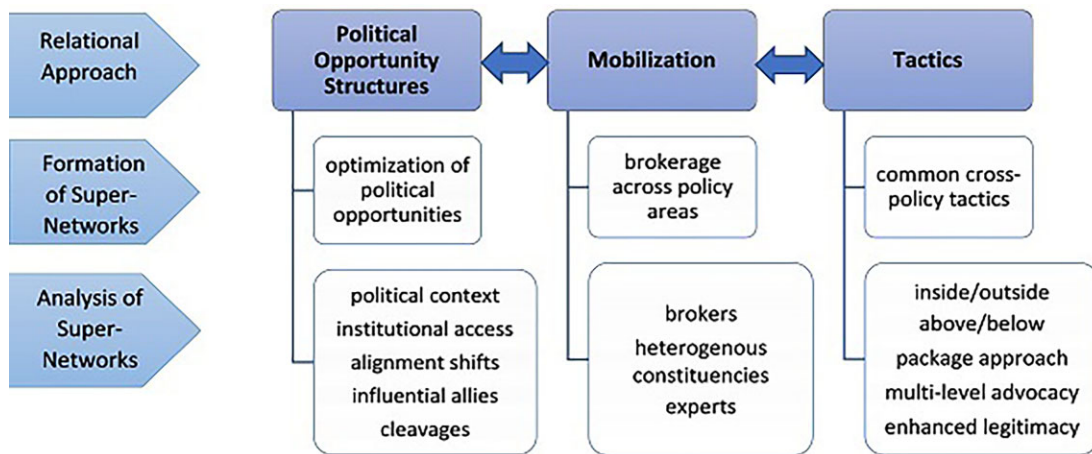 Relational
Approach
Political
Opportunity
Structures
Mobilization
Tactics
Formation
of Super-
Networks
optimization of
political
opportunities
brokerage
across policy
areas
common cross-
policy tactics
Analysis of
Super-
Networks
political context
institutional access
alignment shifts
influential allies
cleavages
brokers
heterogenous
constituencies
experts
inside/outside
above/below
package approach
multi-level advocacy
enhanced legitimacy